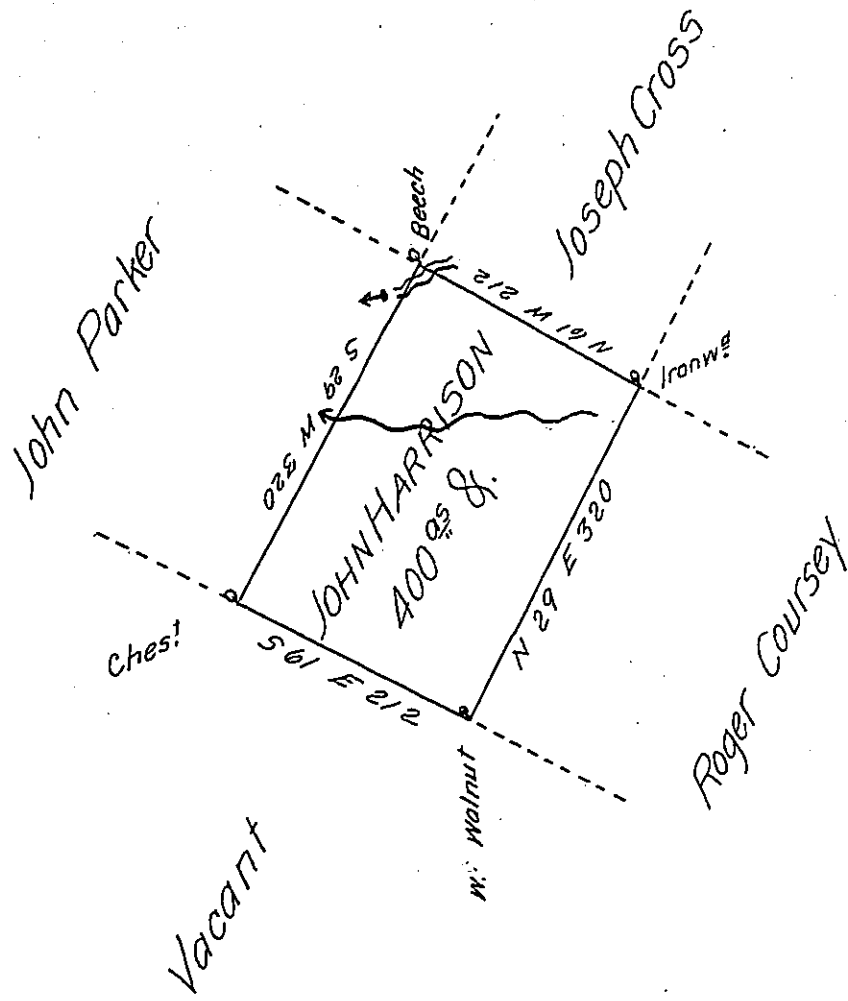 Joseph Cross
Beech
John Parker
N 61 W 212
S 29 W 320
Ironwd
JOHN HARRISON
400 as &.
N 29 E 320
Chest
S 61 E 212
Roger Coursey
W. Walnut
Vacant